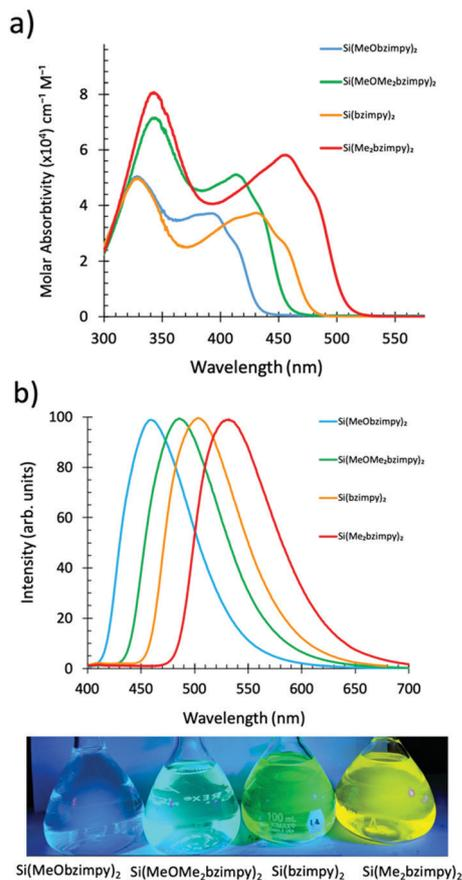 a)
Si(MeObzimpy)₂
Si(MeOMe₂bzimpy)₂
Si(bzimpy)₂
Si(Me₂bzimpy)₂
Molar Absorbtivity (x10⁴) cm⁻¹ M⁻¹
8
6
4
2
0
300 350 400 450 500 550
Wavelength (nm)
b)
Si(MeObzimpy)₂
Si(MeOMe₂bzimpy)₂
Si(bzimpy)₂
Si(Me₂bzimpy)₂
Intensity (arb. units)
100
80
60
40
20
0
400 450 500 550 600 650 700
Wavelength (nm)
100 mL
Si(MeObzimpy)₂ Si(MeOMe₂bzimpy)₂ Si(bzimpy)₂ Si(Me₂bzimpy)₂